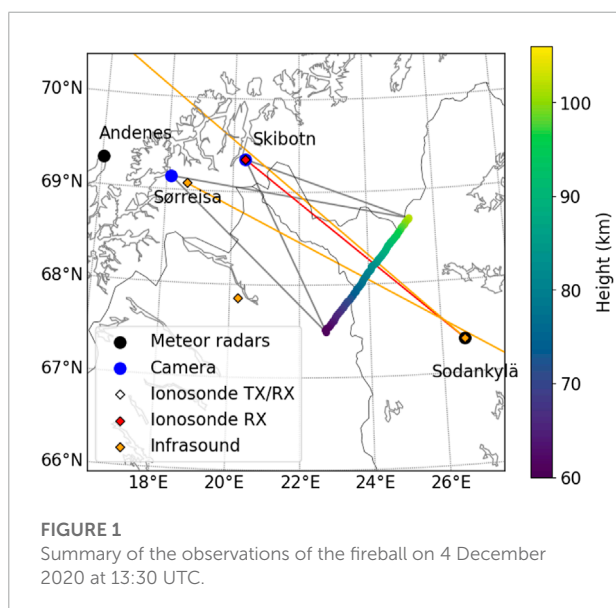 70°N
69°N
68°N
67°N
66°N
18°E
20°E
22°E
24°E
26°E
Andenes
Skibotn
Sørreisa
Sodankylä
Meteor radars
Camera
Ionosonde TX/RX
Ionosonde RX
Infrasound
100
90
80
70
60
Height (km)
FIGURE 1
Summary of the observations of the fireball on 4 December
2020 at 13:30 UTC.